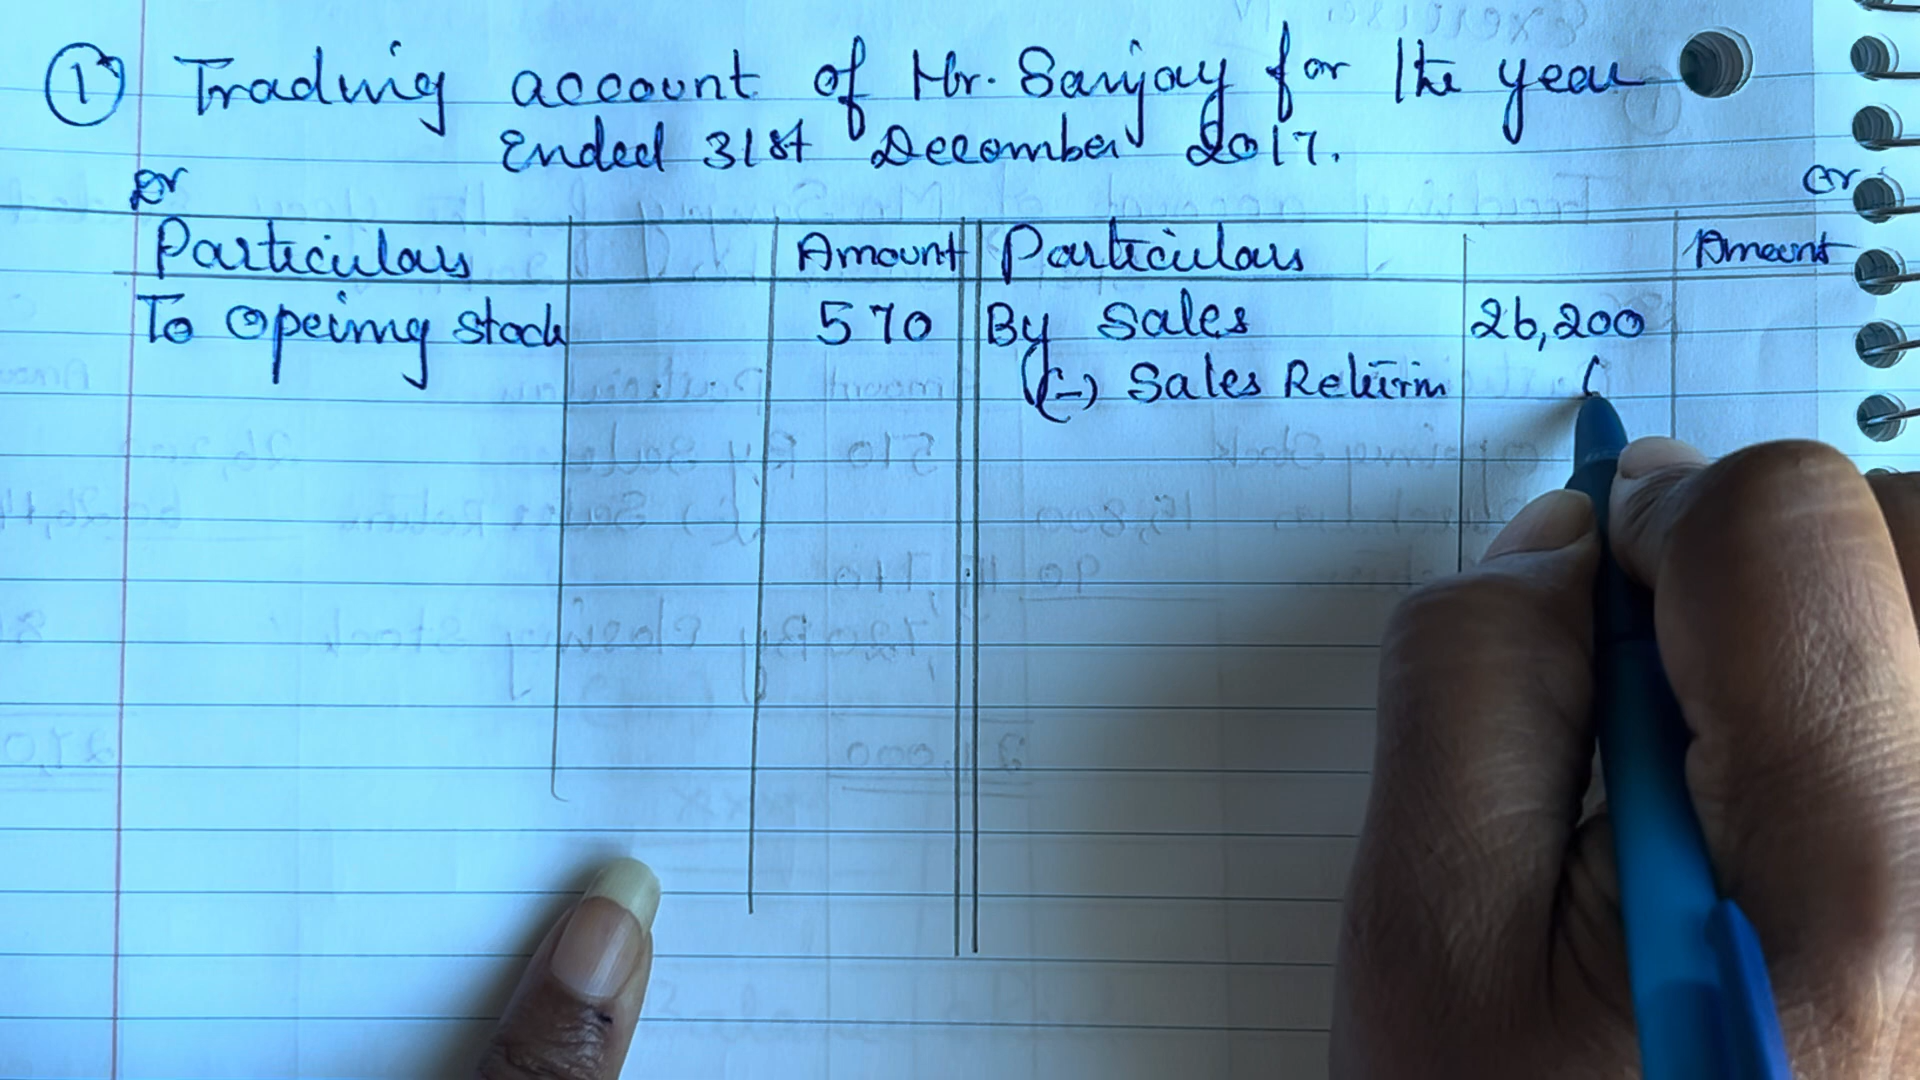 1 Trading account of Mr. Sanjay for the year
Ended 31st December 2017.
Dr Cr
Particulars Amount Particulars Amount
To Opeing stock 570 By Sales 26,200
(-) Sales Return